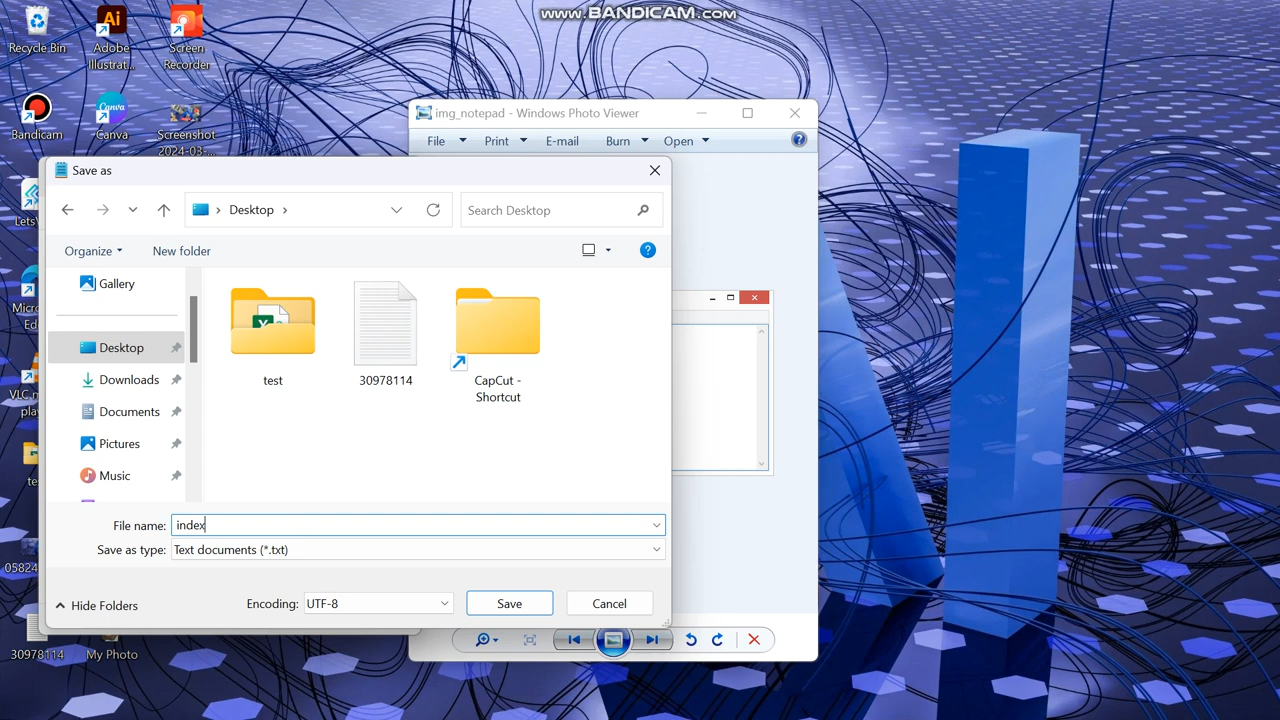 www.BANDICAM.com
Recycle Bin
Adobe
Illustrat...
Screen
Recorder
Bandicam
Canva
Screenshot
2024-03-...
img_notepad - Windows Photo Viewer
File
Print
E-mail
Burn
Open
Save as
Desktop
Search Desktop
Organize
New folder
Gallery
Desktop
Downloads
Documents
Pictures
Music
test
30978114
CapCut -
Shortcut
File name: index
Save as type: Text documents (*.txt)
Hide Folders
Encoding: UTF-8
Save
Cancel
30978114
My Photo